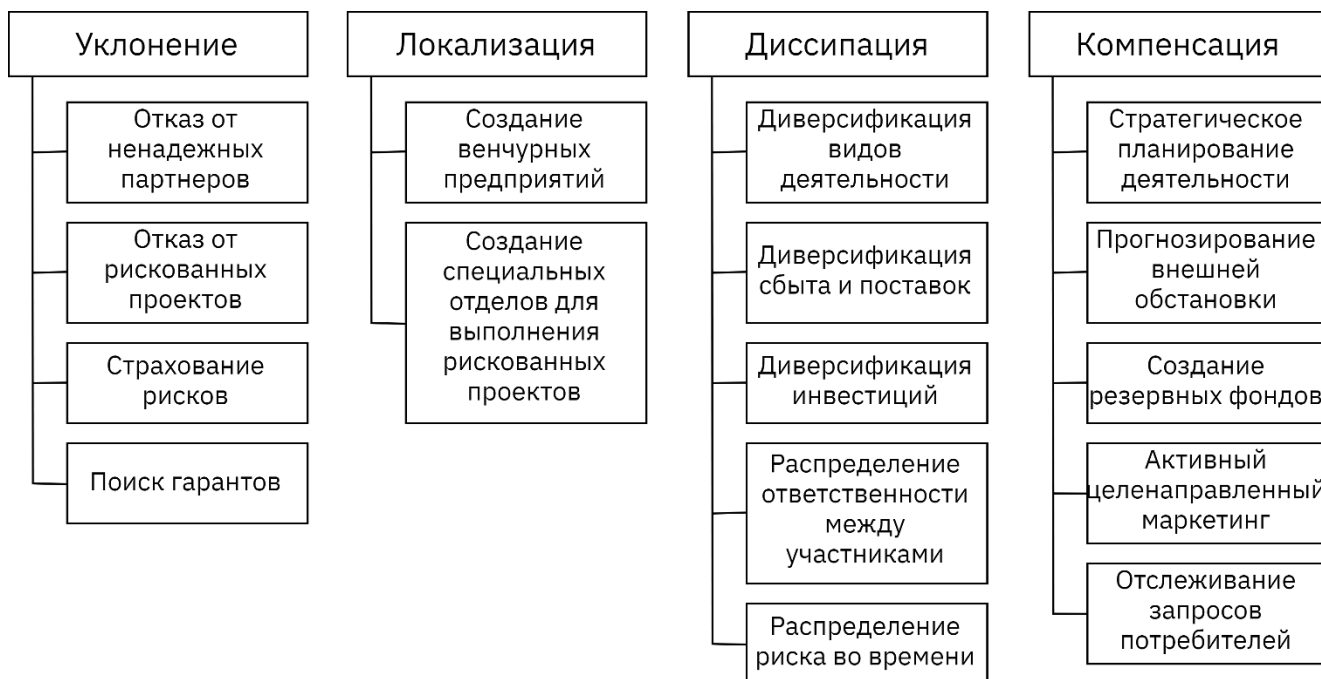 Уклонение
Отказ от
ненадежных
партнеров
Отказ от
рискованных
проектов
Страхование
рисков
Поиск гарантов
Локализация
Создание
венчурных
предприятий
Создание
специальных
отделов для
выполнения
рискованных
проектов
Диссипация
Диверсификация
видов
деятельности
Диверсификация
сбыта и поставок
Диверсификация
инвестиций
Распределение
ответственности
между
участниками
Распределение
риска во времени
Компенсация
Стратегическое
планирование
деятельности
Прогнозирование
внешней
обстановки
Создание
резервных фондов
Активный
целенаправленный
маркетинг
Отслеживание
запросов
потребителей